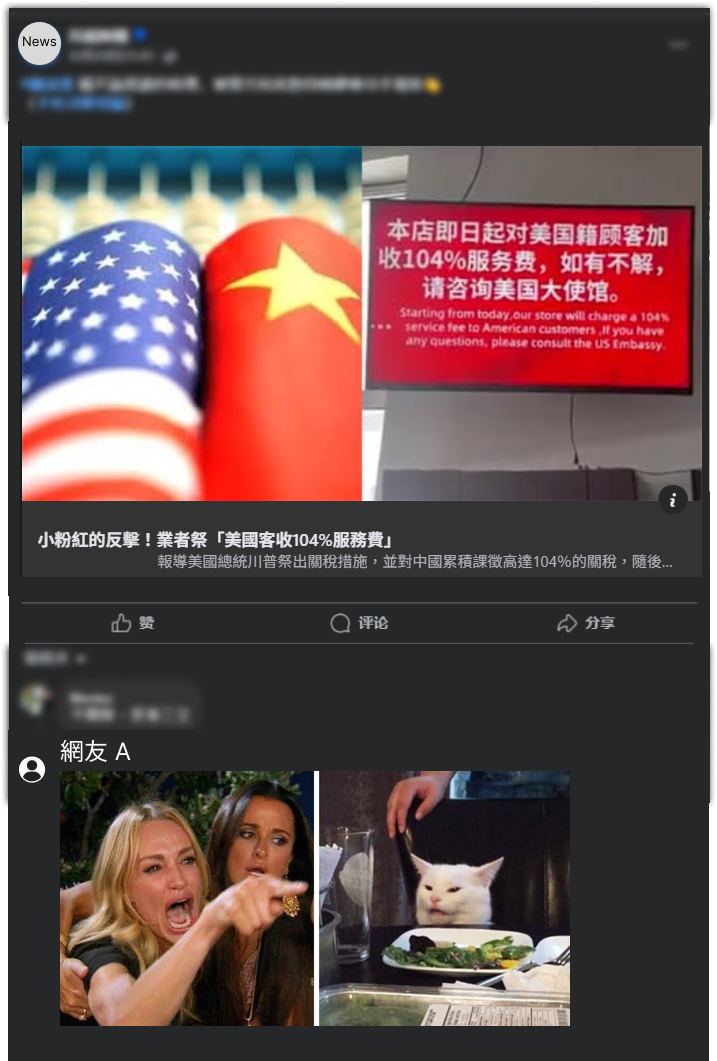 News
本店即日起对美国籍顾客加
收104%服务费，如有不解，
请咨询美国大使馆。
Starting from today,our store will charge a 104%
service fee to American customers ,If you have
any questions, please consult the US Embassy.
小粉紅的反擊！業者祭「美國客收104%服務費」
報導美國總統川普祭出關稅措施，並對中國累積課徵高達104%的關稅，隨後...
赞
评论
分享
網友 A